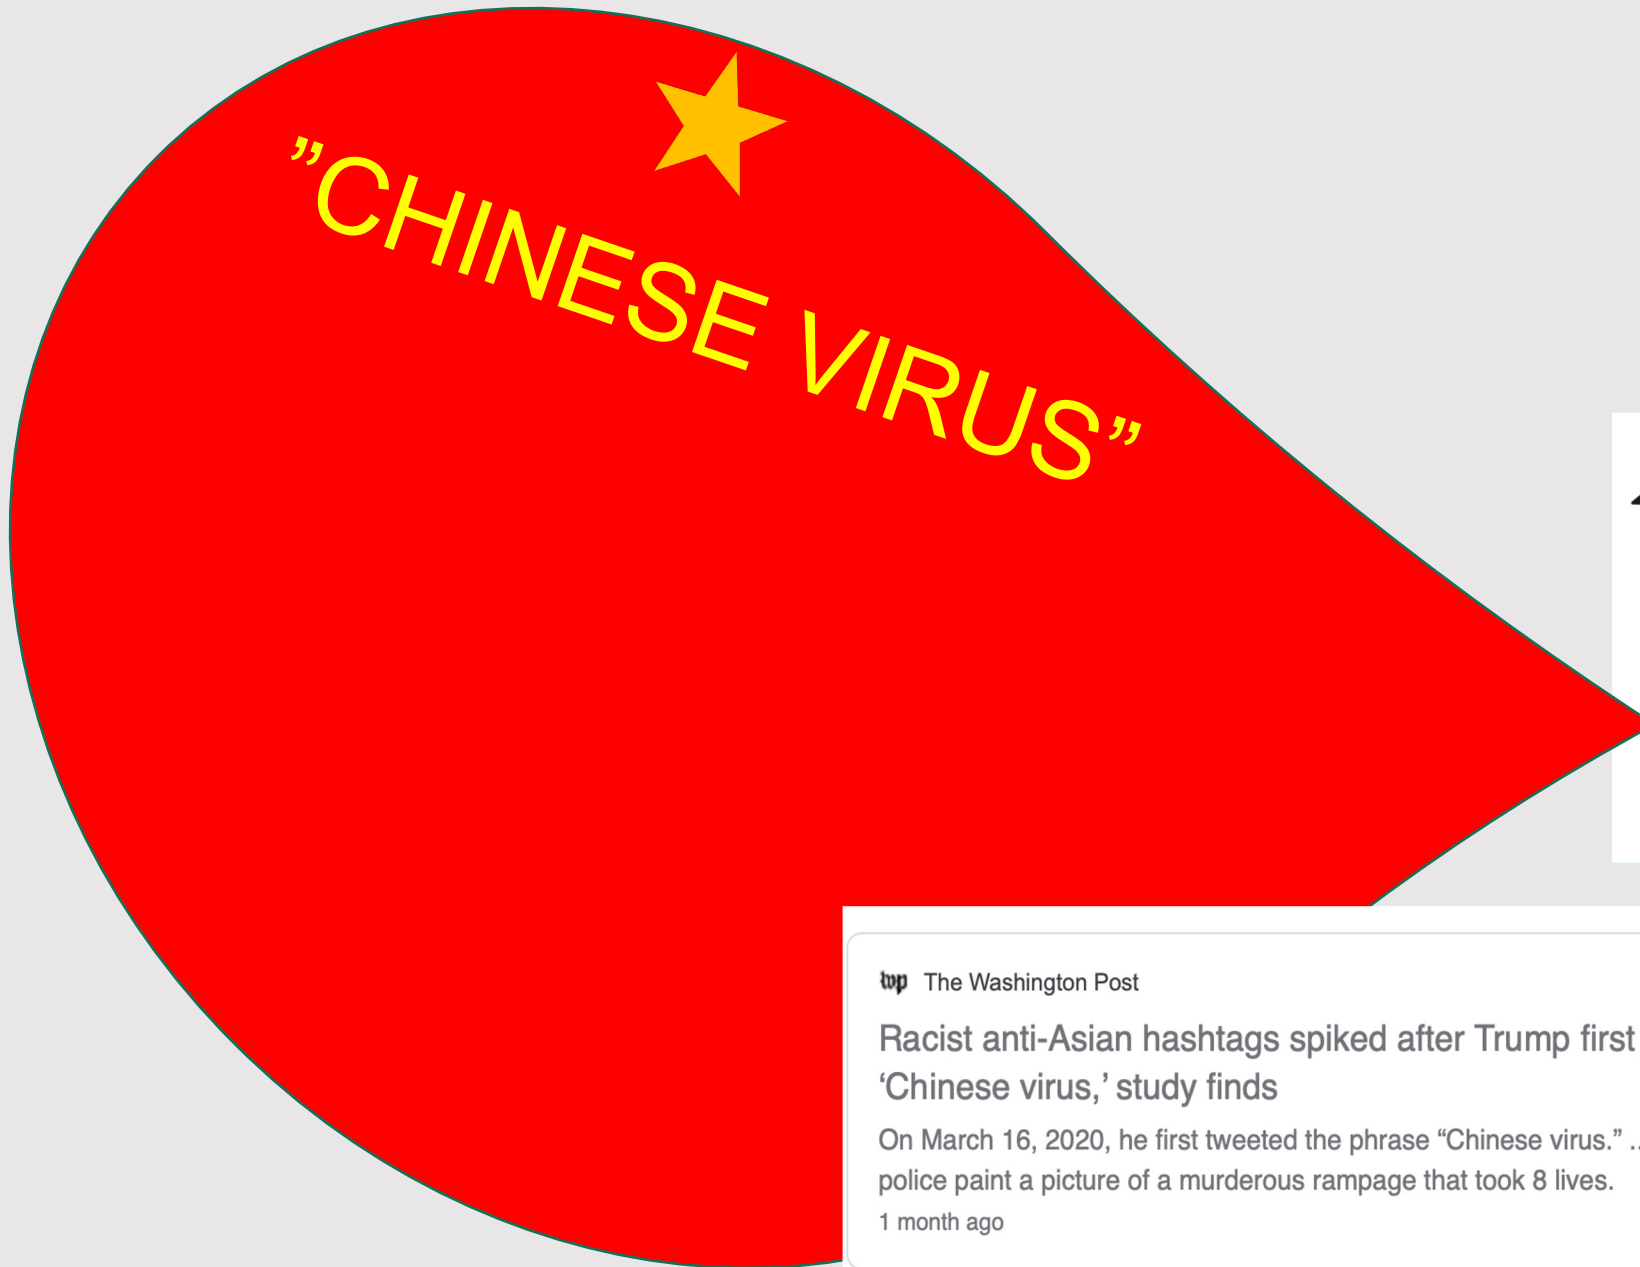 ”CHINESE VIRUS”
The Washington Post
Racist anti-Asian hashtags spiked after Trump first
‘Chinese virus,’ study finds
On March 16, 2020, he first tweeted the phrase “Chinese virus.” ..
police paint a picture of a murderous rampage that took 8 lives.
1 month ago